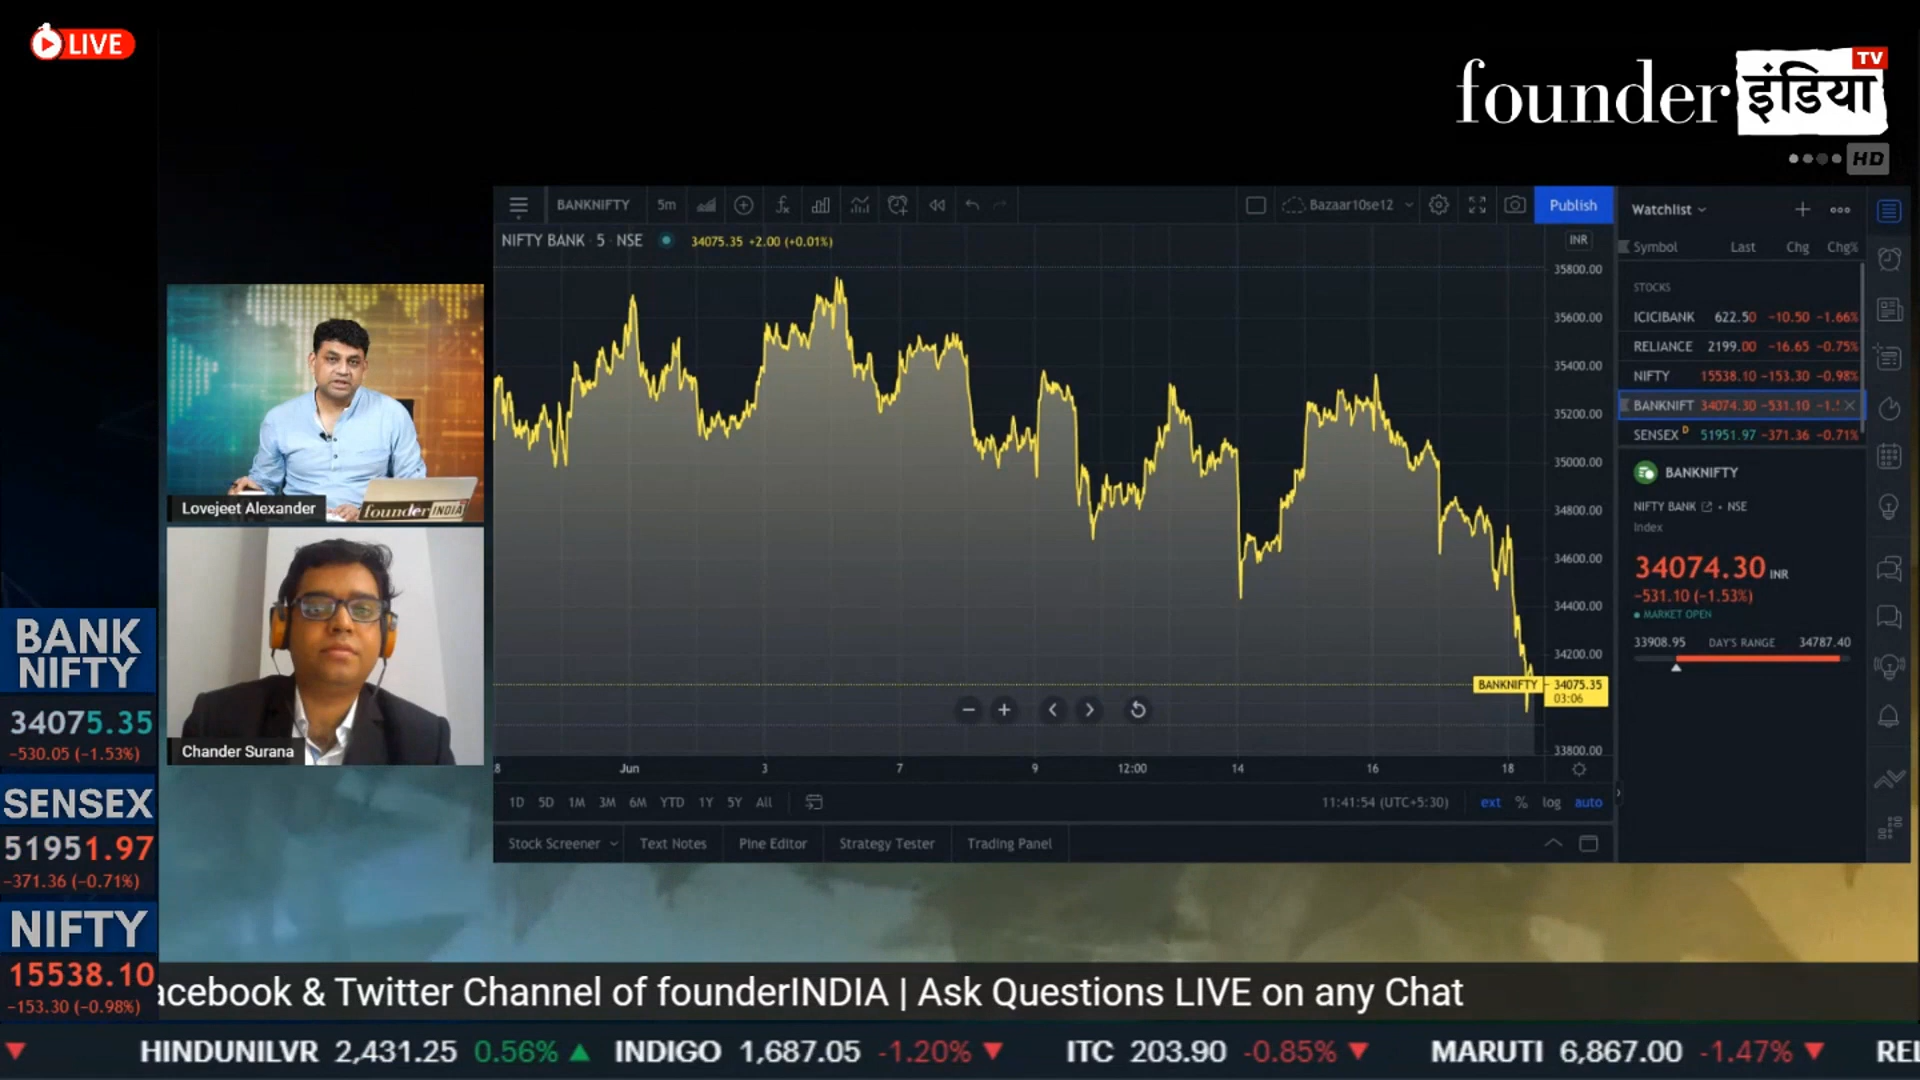 LIVE
founder इंडिया TV
HD
BANKNIFTY 5m Bazaar10se12 Publish
NIFTY BANK · 5 · NSE 34075.35 +2.00 (+0.01%)
INR
35800.00
35600.00
35400.00
35200.00
35000.00
34800.00
34600.00
34400.00
34200.00
BANKNIFTY 34075.35
03:06
33800.00
Jun 3 7 9 12:00 14 16 18
1D 5D 1M 3M 6M YTD 1Y 5Y All
11:41:54 (UTC+5:30) ext % log auto
Stock Screener Text Notes Pine Editor Strategy Tester Trading Panel
Watchlist
Symbol Last Chg Chg%
STOCKS
ICICIBANK 622.50 −10.50 −1.66%
RELIANCE 2199.00 −16.65 −0.75%
NIFTY 15538.10 −153.30 −0.98%
BANKNIFT 34074.30 −531.10 −1.
SENSEX D 51951.97 −371.36 −0.71%
BANKNIFTY
NIFTY BANK • NSE
Index
34074.30 INR
−531.10 (−1.53%)
MARKET OPEN
33908.95 DAY'S RANGE 34787.40
founder INDIA
Lovejeet Alexander
Chander Surana
BANK
NIFTY
34075.35
−530.05 (−1.53%)
SENSEX
51951.97
−371.36 (−0.71%)
NIFTY
15538.10
−153.30 (−0.98%)
acebook & Twitter Channel of founderINDIA | Ask Questions LIVE on any Chat
HINDUNILVR 2,431.25 0.56% ▲ INDIGO 1,687.05 -1.20% ▼ ITC 203.90 -0.85% ▼ MARUTI 6,867.00 -1.47% ▼ REL